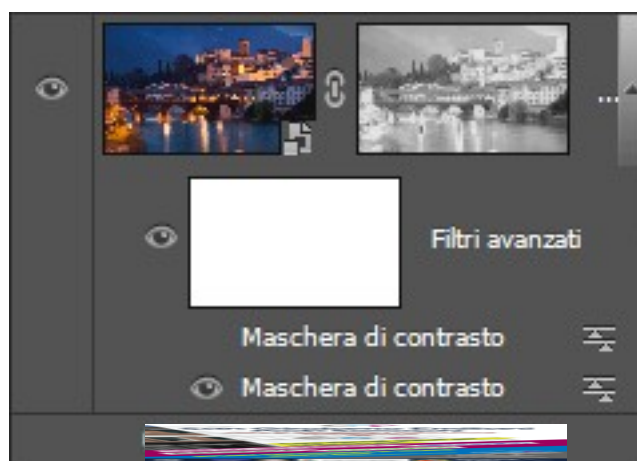 ...
Filtri avanzati
Maschera di contrasto
Maschera di contrasto